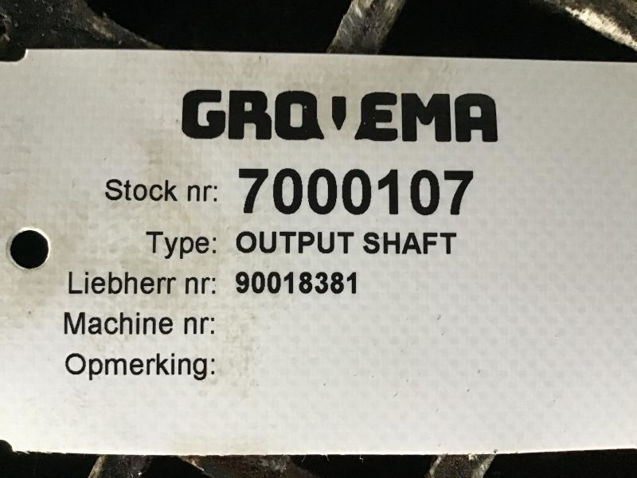 GROVEMA
Stock nr: 7000107
Type: OUTPUT SHAFT
Liebherr nr: 90018381
Machine nr:
Opmerking: